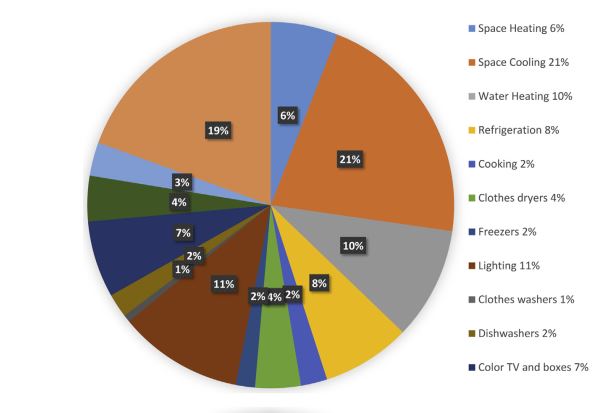 6%
21%
10%
8%
2%
4%
2%
11%
1%
2%
7%
4%
3%
19%
Space Heating 6%
Space Cooling 21%
Water Heating 10%
Refrigeration 8%
Cooking 2%
Clothes dryers 4%
Freezers 2%
Lighting 11%
Clothes washers 1%
Dishwashers 2%
Color TV and boxes 7%